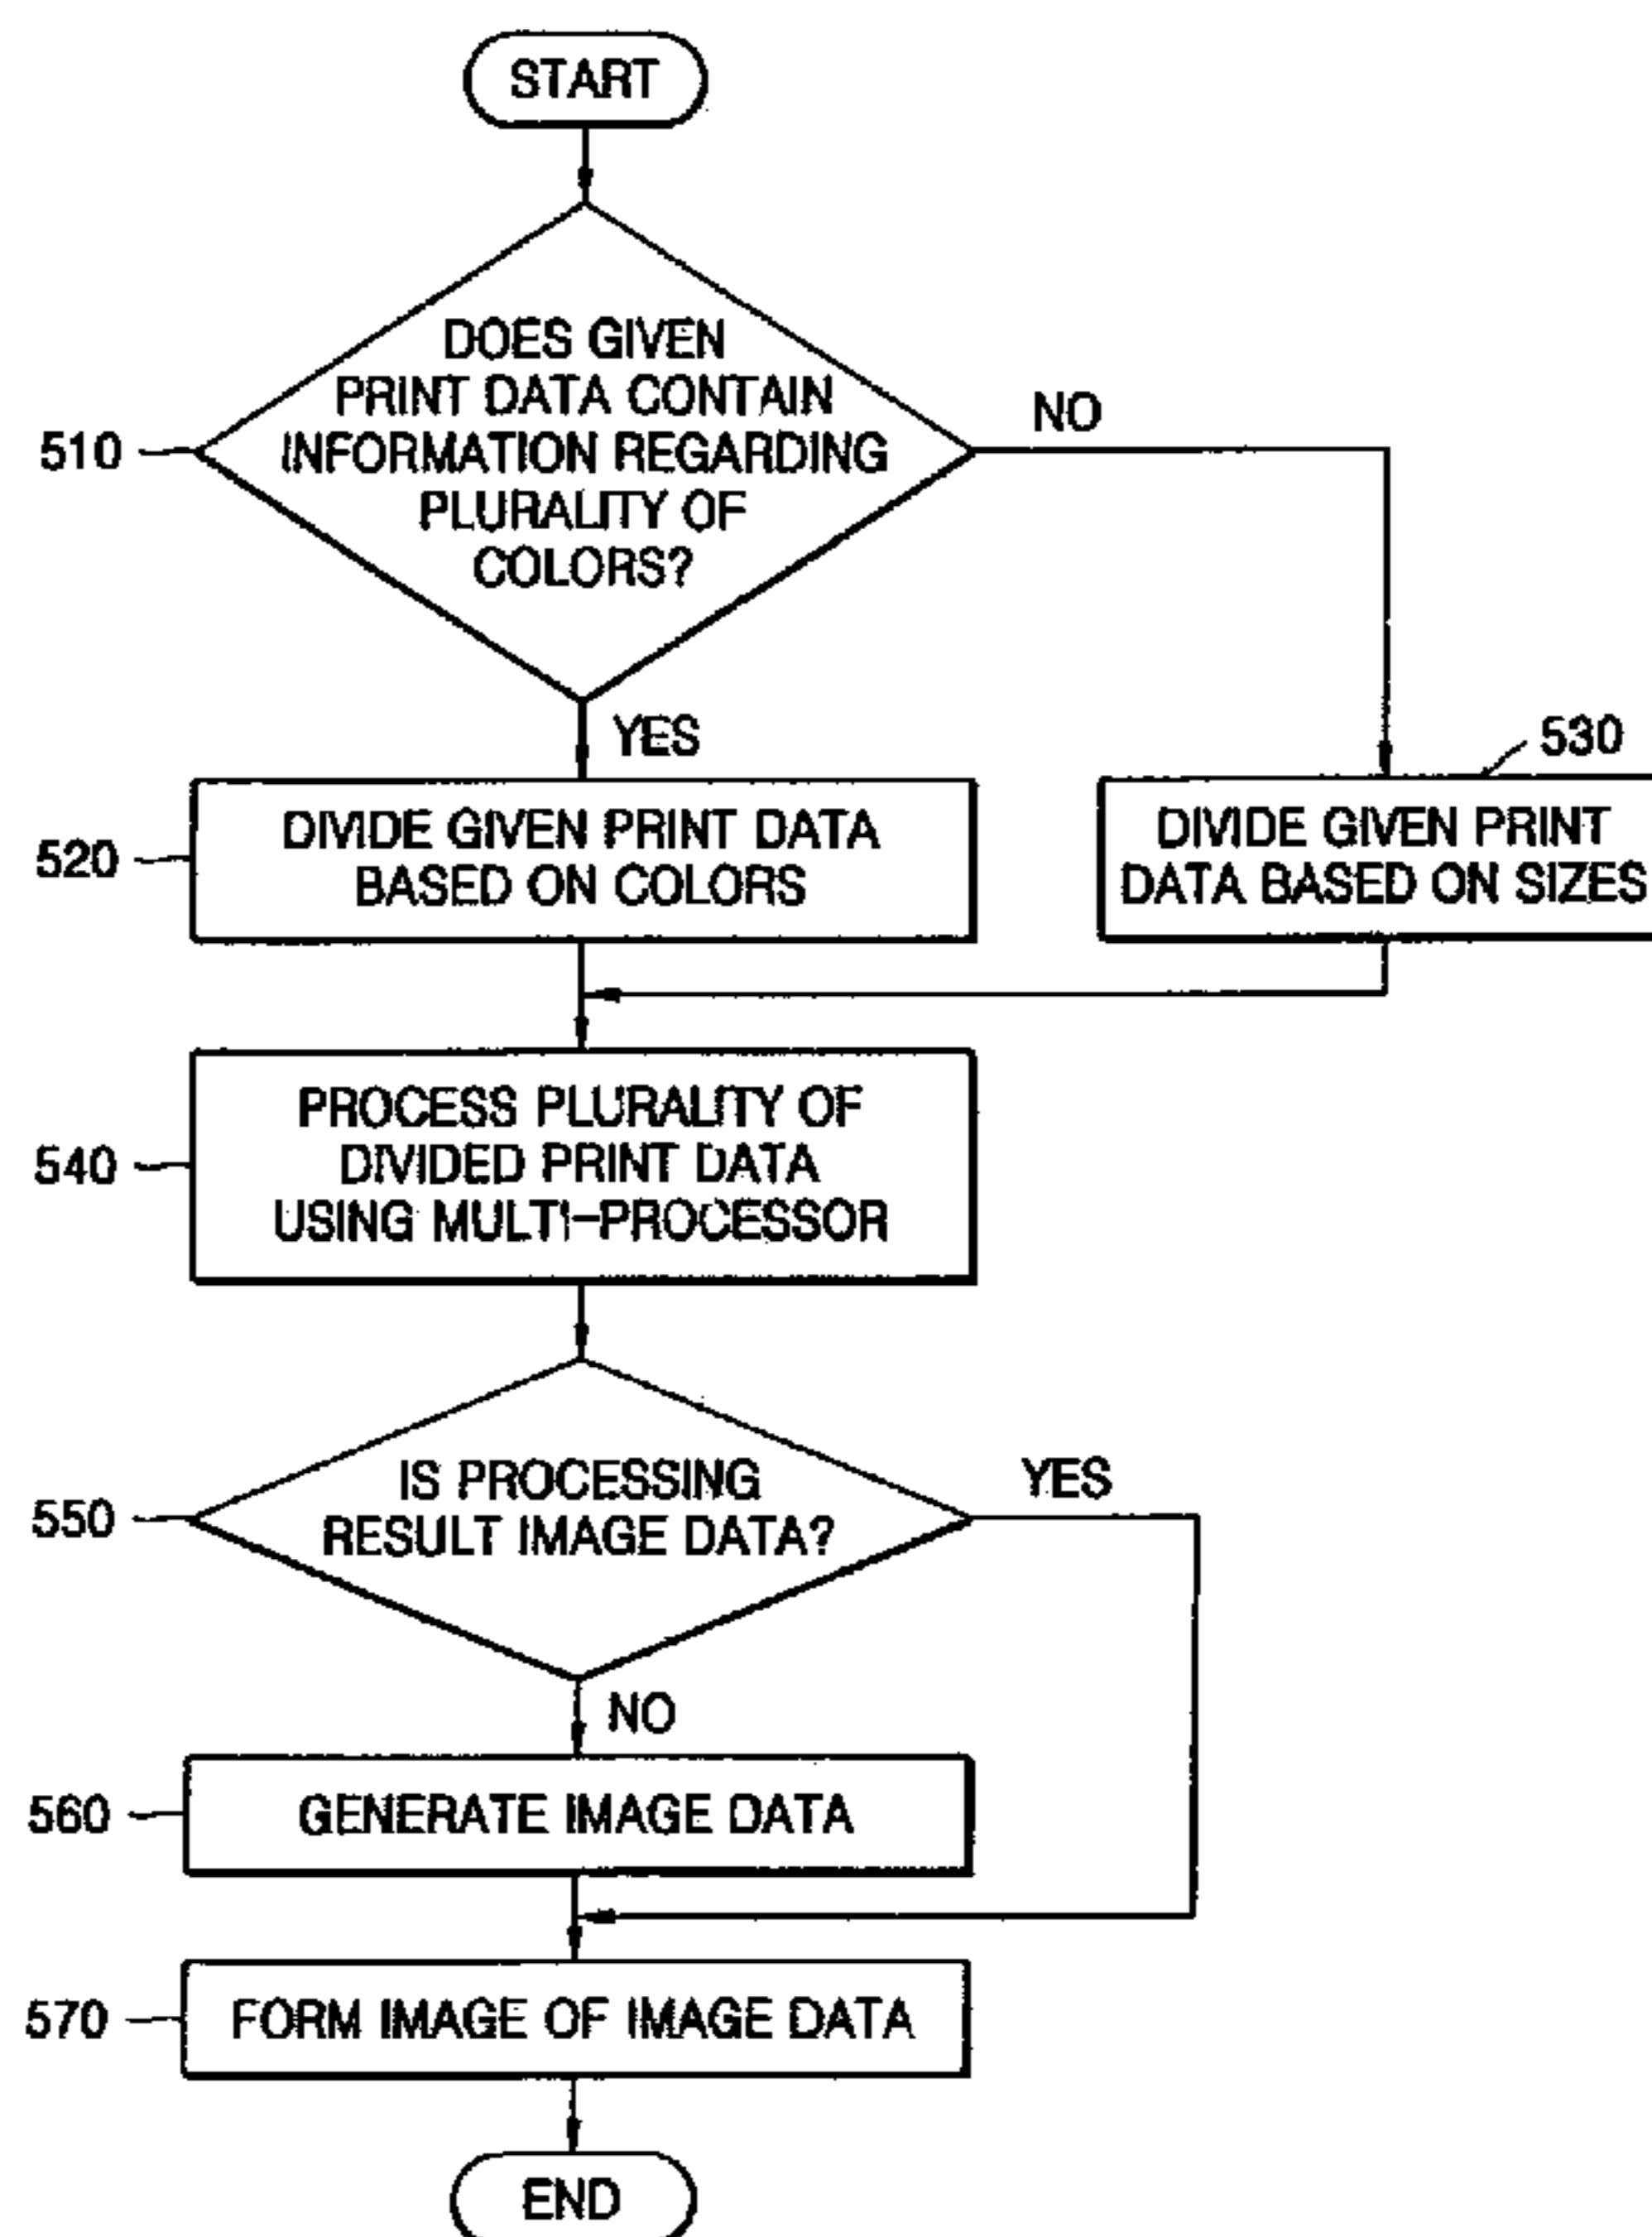 START
DOES GIVEN
PRINT DATA CONTAIN
INFORMATION REGARDING
PLURALITY OF
COLORS?
510
NO
YES
530
520
DIVIDE GIVEN PRINT DATA
BASED ON COLORS
DIVIDE GIVEN PRINT
DATA BASED ON SIZES
540
PROCESS PLURALITY OF
DIVIDED PRINT DATA
USING MULTI-PROCESSOR
550
IS PROCESSING
RESULT IMAGE DATA?
YES
NO
560
GENERATE IMAGE DATA
570
FORM IMAGE OF IMAGE DATA
END